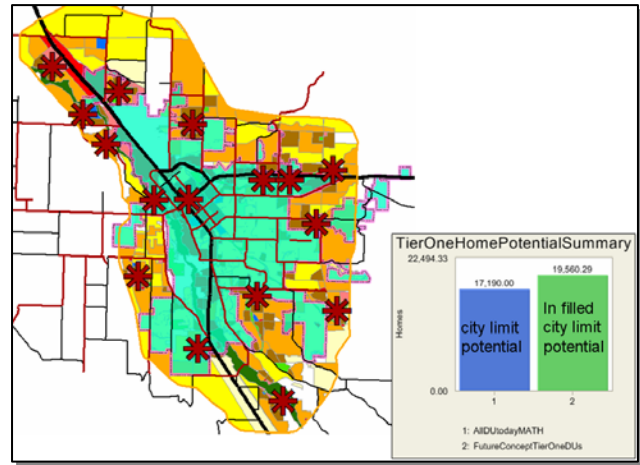 TierOneHomePotentialSummary
22,494.33
19,560.29
17,190.00
Homes
city limit
potential
In filled
city limit
potential
0.00
1
2
1: AllDUtodayMATH
2: FutureConceptTierOneDUs